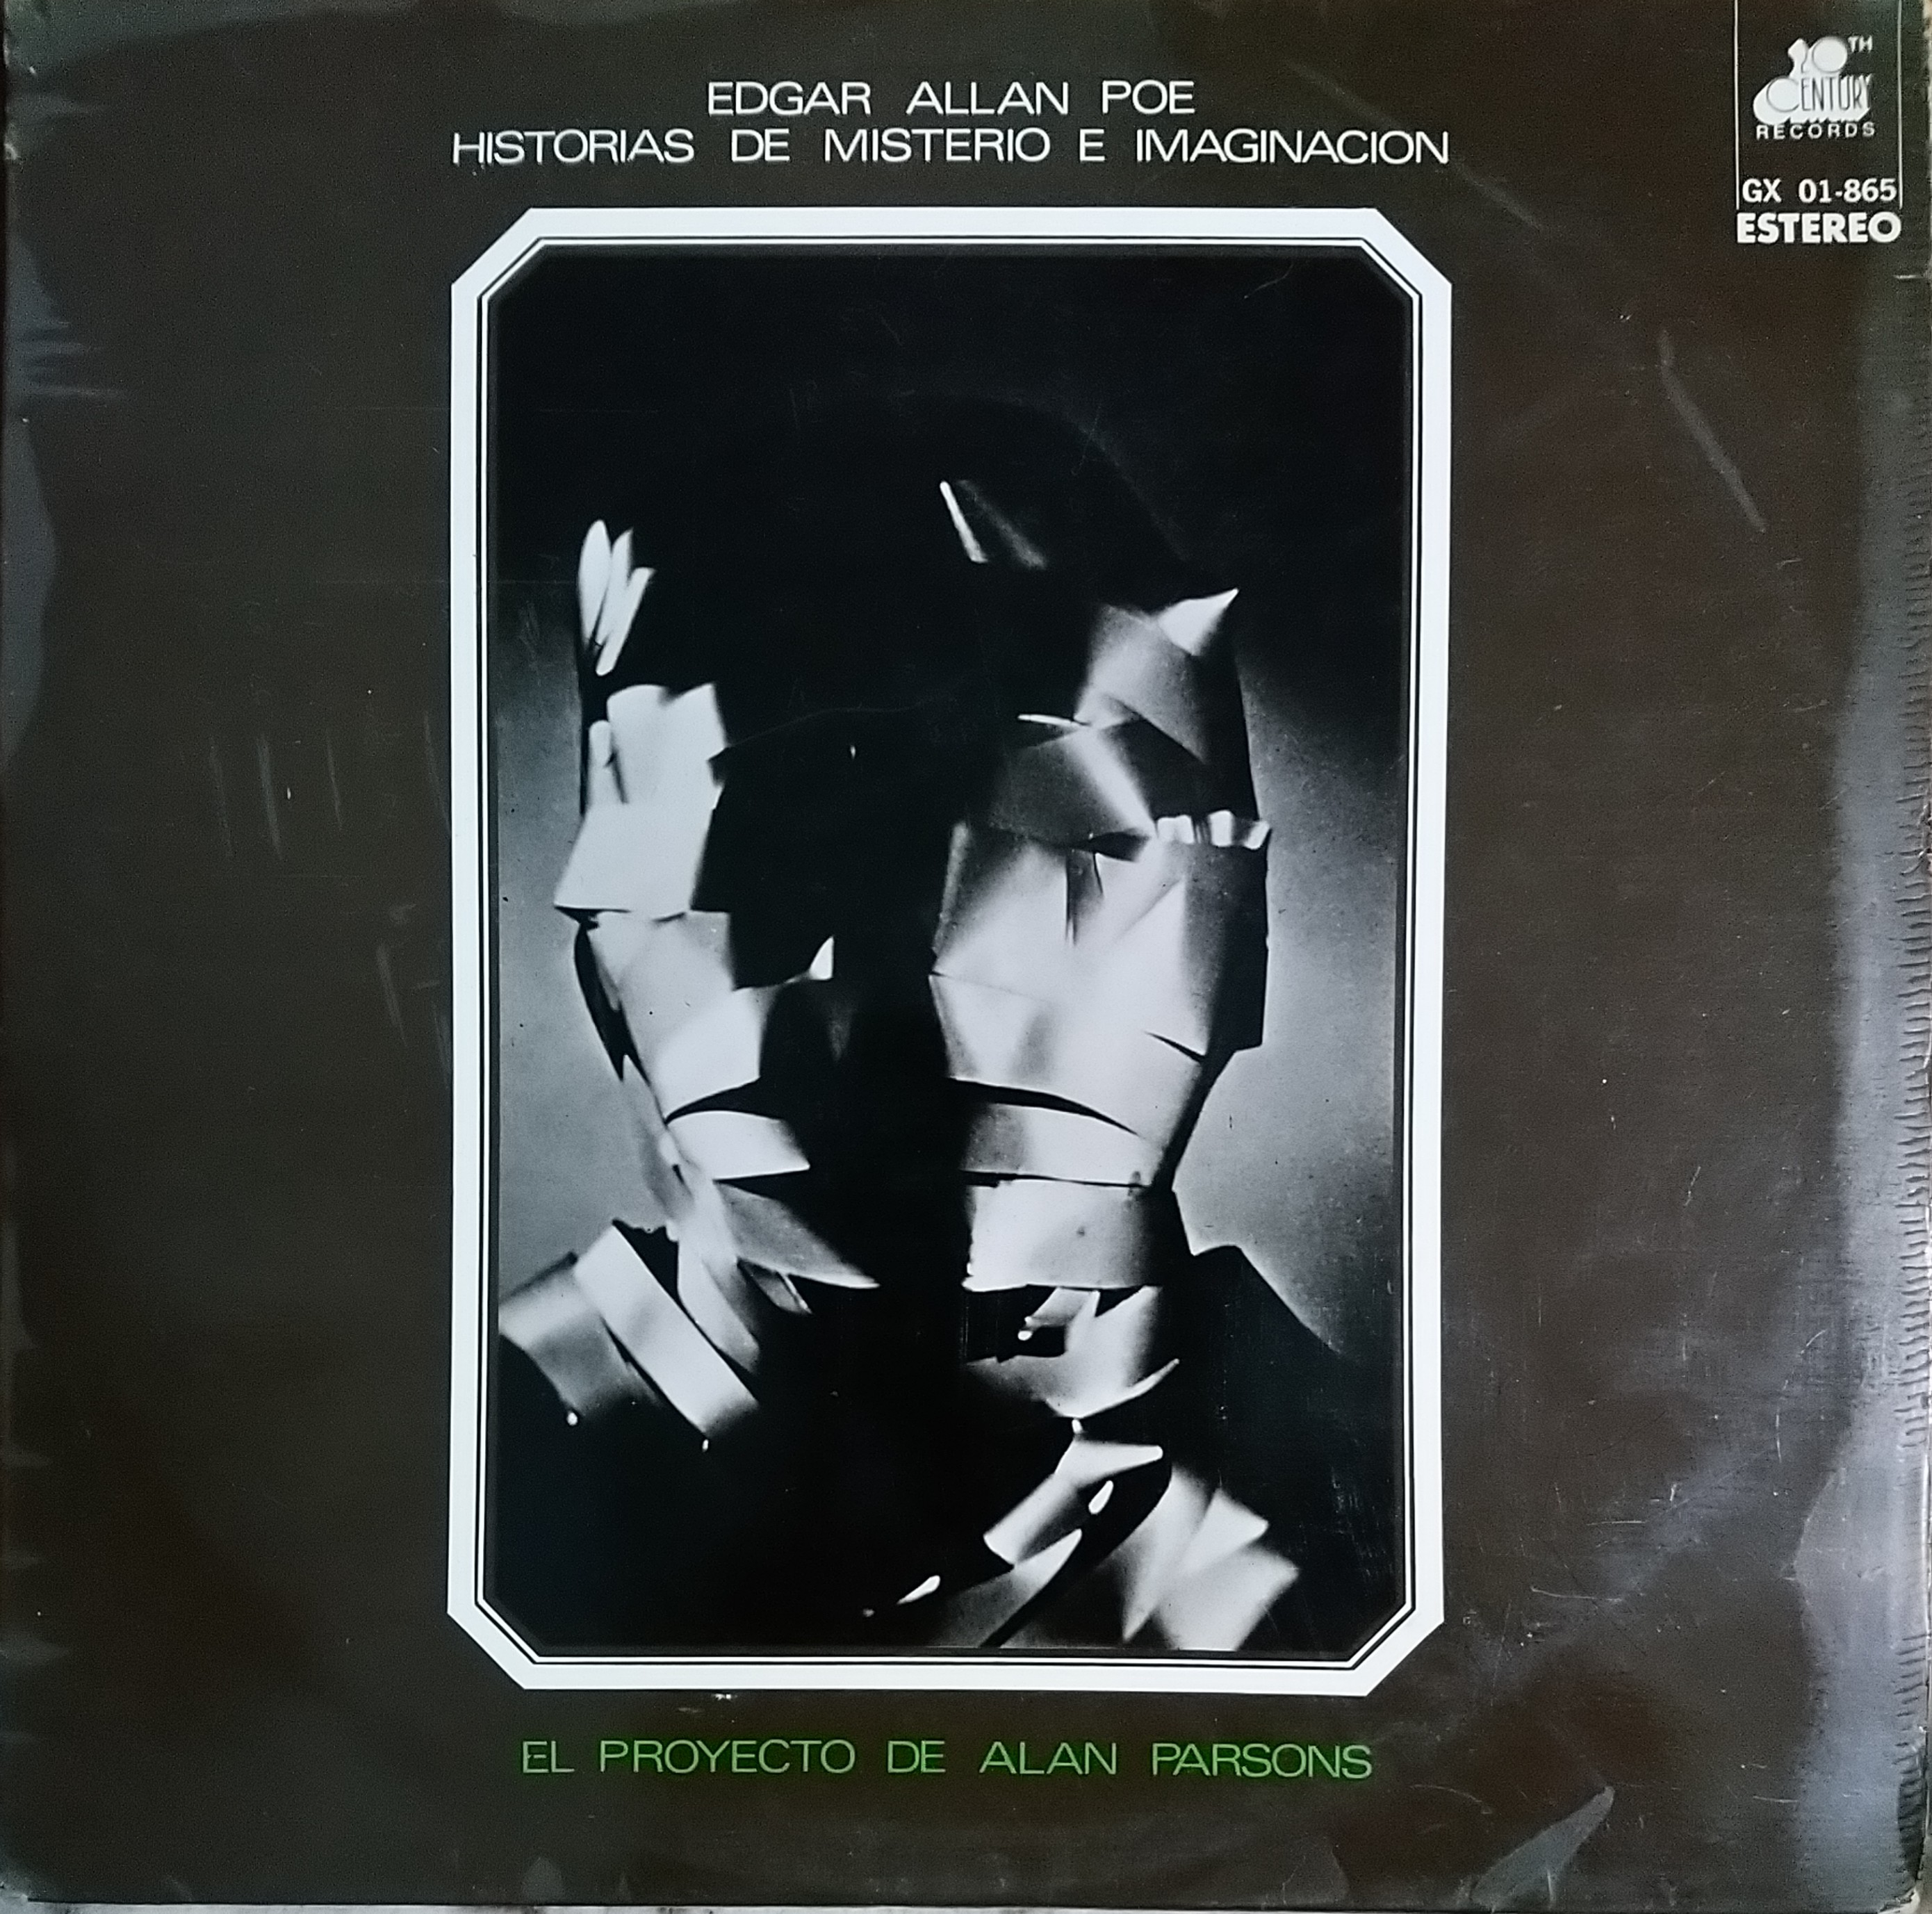 EDGAR ALLAN POE
HISTORIAS DE MISTERIO E IMAGINACION
20TH
CENTURY
RECORDS
GX 01-865
ESTEREO
EL PROYECTO DE ALAN PARSONS